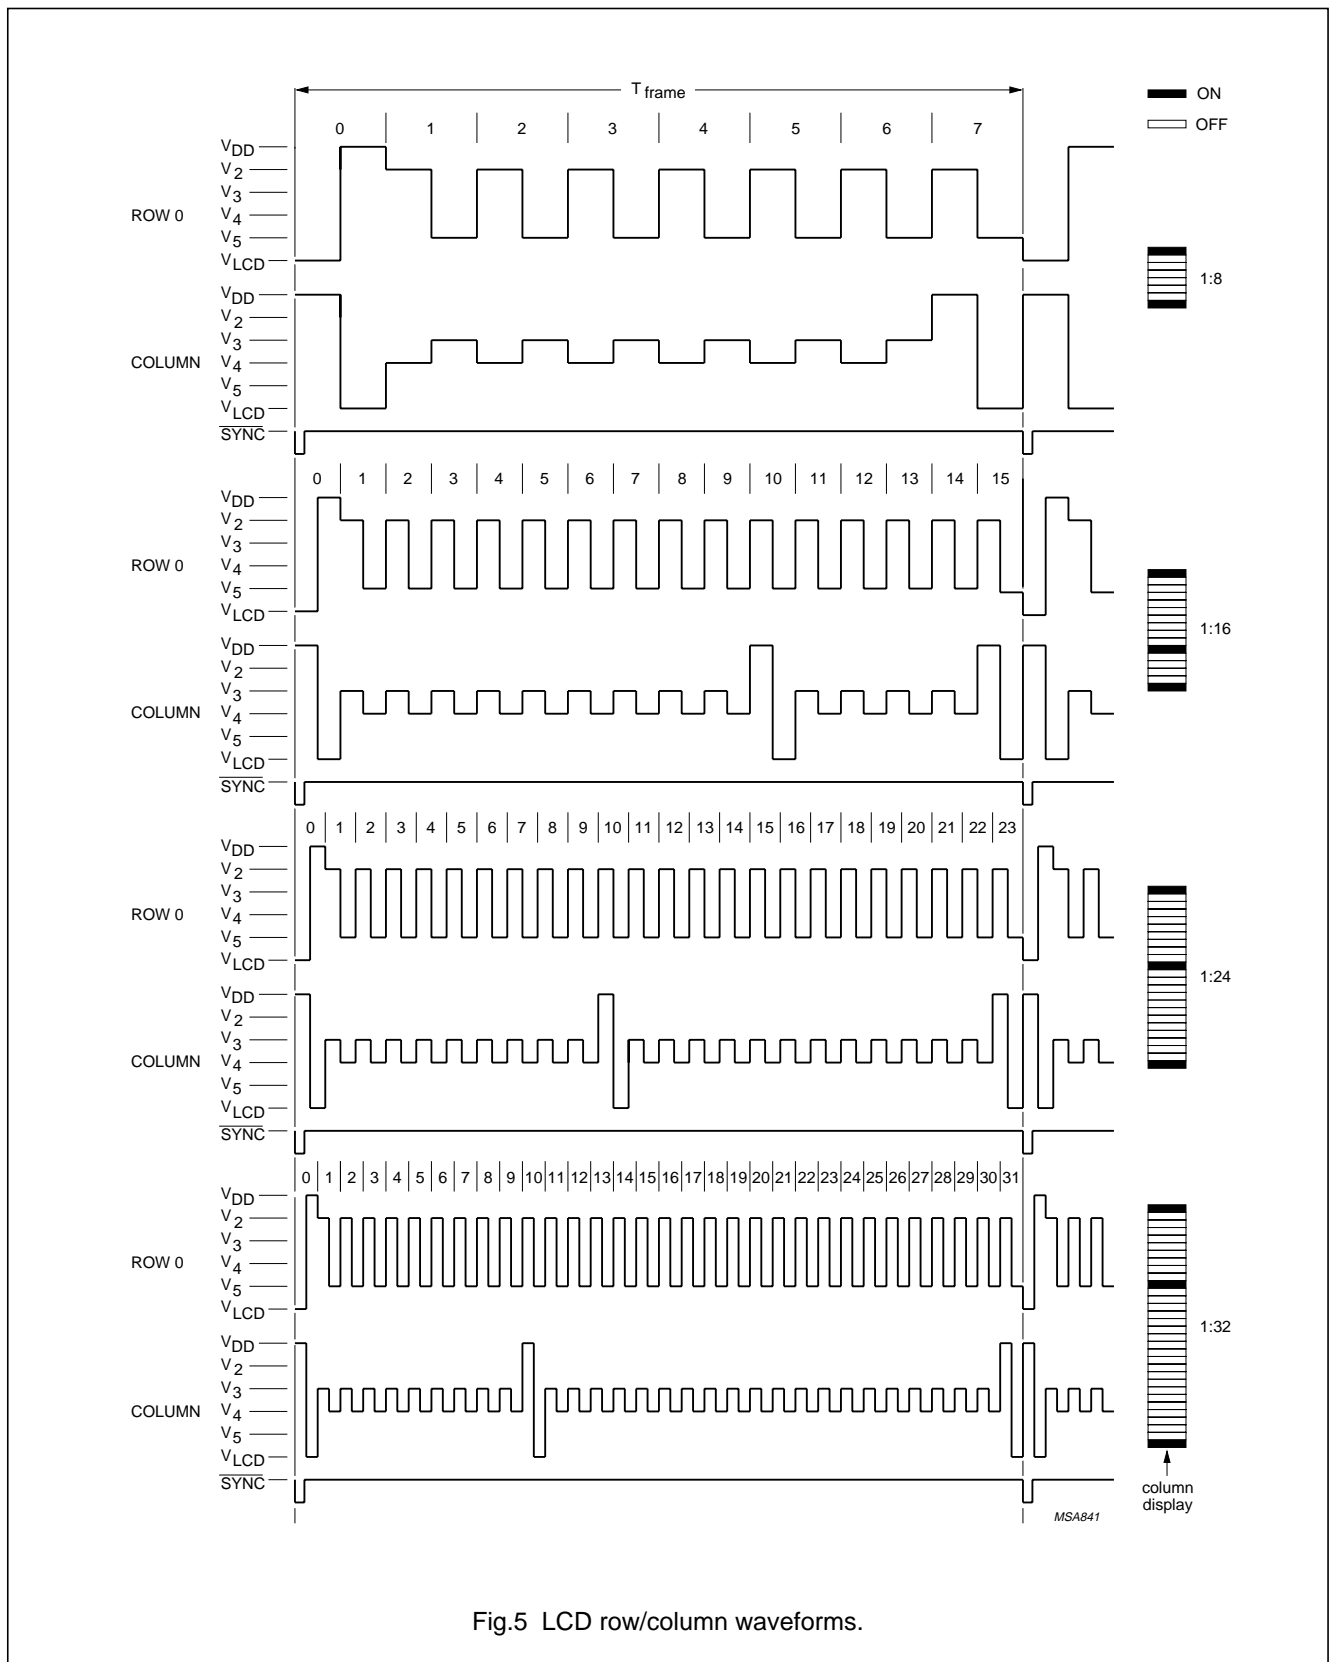 T frame
ON
OFF
0 1 2 3 4 5 6 7
VDD
V2
V3
V4
V5
VLCD
ROW 0
1:8
VDD
V2
V3
V4
V5
VLCD
COLUMN
SYNC
0 1 2 3 4 5 6 7 8 9 10 11 12 13 14 15
VDD
V2
V3
V4
V5
VLCD
ROW 0
1:16
VDD
V2
V3
V4
V5
VLCD
COLUMN
SYNC
0 1 2 3 4 5 6 7 8 9 10 11 12 13 14 15 16 17 18 19 20 21 22 23
VDD
V2
V3
V4
V5
VLCD
ROW 0
1:24
VDD
V2
V3
V4
V5
VLCD
COLUMN
SYNC
0 1 2 3 4 5 6 7 8 9 10 11 12 13 14 15 16 17 18 19 20 21 22 23 24 25 26 27 28 29 30 31
VDD
V2
V3
V4
V5
VLCD
ROW 0
1:32
VDD
V2
V3
V4
V5
VLCD
COLUMN
SYNC
column
display
MSA841
Fig.5 LCD row/column waveforms.